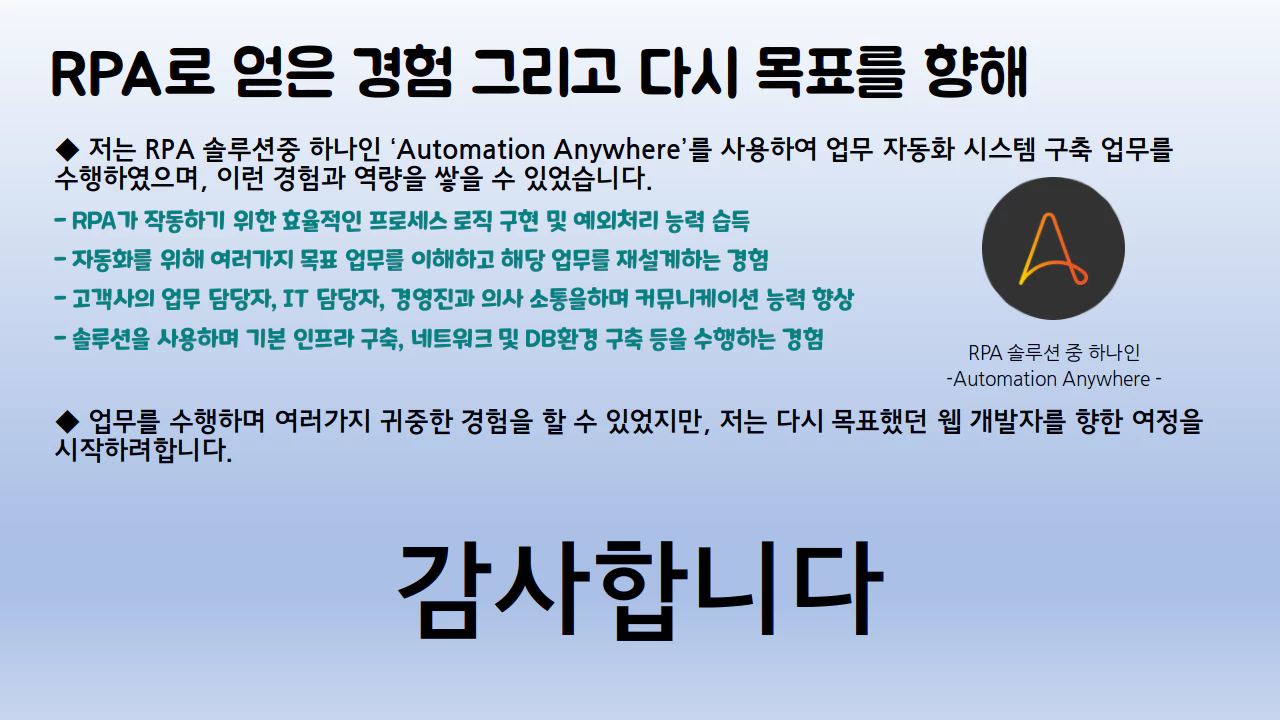 RPA로 얻은 경험 그리고 다시 목표를 향해
◆ 저는 RPA 솔루션중 하나인 ‘Automation Anywhere’를 사용하여 업무 자동화 시스템 구축 업무를
수행하였으며, 이런 경험과 역량을 쌓을 수 있었습니다.
- RPA가 작동하기 위한 효율적인 프로세스 로직 구현 및 예외처리 능력 습득
- 자동화를 위해 여러가지 목표 업무를 이해하고 해당 업무를 재설계하는 경험
- 고객사의 업무 담당자, IT 담당자, 경영진과 의사 소통을하며 커뮤니케이션 능력 향상
- 솔루션을 사용하며 기본 인프라 구축, 네트워크 및 DB환경 구축 등을 수행하는 경험
RPA 솔루션 중 하나인
-Automation Anywhere -
◆ 업무를 수행하며 여러가지 귀중한 경험을 할 수 있었지만, 저는 다시 목표했던 웹 개발자를 향한 여정을
시작하려합니다.
감사합니다